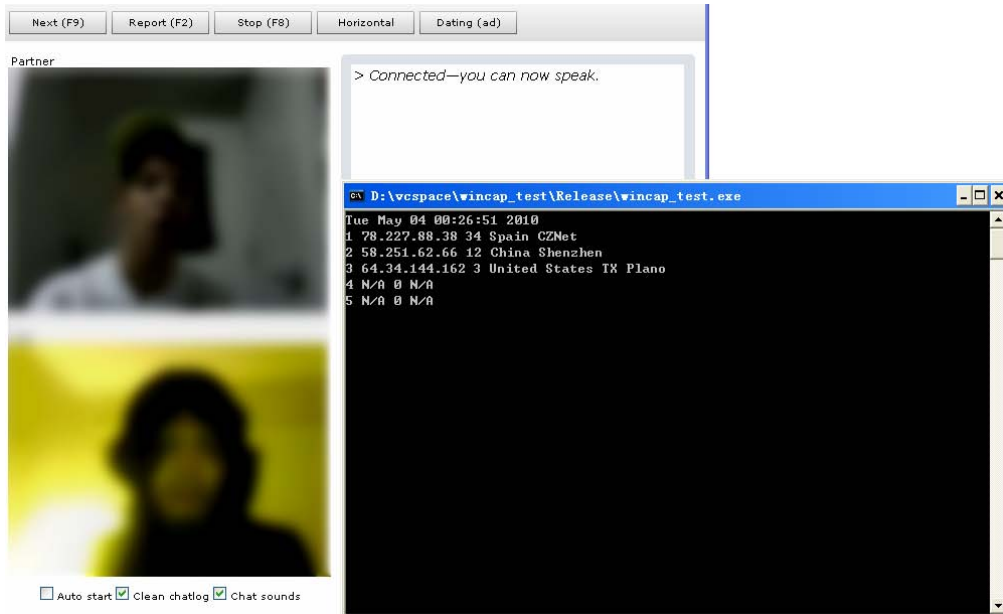 Next (F9) Report (F2) Stop (F8) Horizontal Dating (ad)
Partner
> Connected—you can now speak.
D:\vcspace\wincap_test\Release\wincap_test.exe
Tue May 04 00:26:51 2010
1 78.227.88.38 34 Spain CZNet
2 58.251.62.66 12 China Shenzhen
3 64.34.144.162 3 United States TX Plano
4 N/A 0 N/A
5 N/A 0 N/A
Auto start Clean chatlog Chat sounds